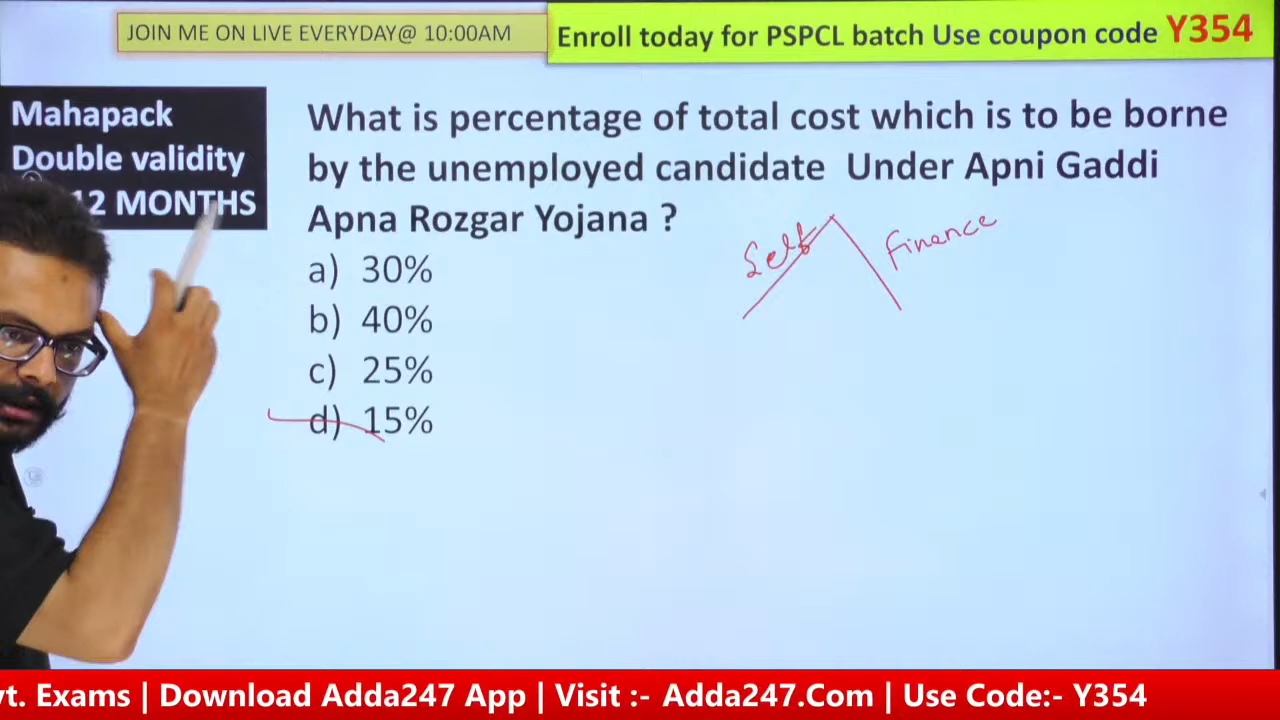 JOIN ME ON LIVE EVERYDAY@ 10:00AM
Enroll today for PSPCL batch Use coupon code Y354
Mahapack
Double validity
12 MONTHS
What is percentage of total cost which is to be borne
by the unemployed candidate Under Apni Gaddi
Apna Rozgar Yojana ?
Self
Finance
a) 30%
b) 40%
c) 25%
d) 15%
vt. Exams | Download Adda247 App | Visit :- Adda247.Com | Use Code:- Y354